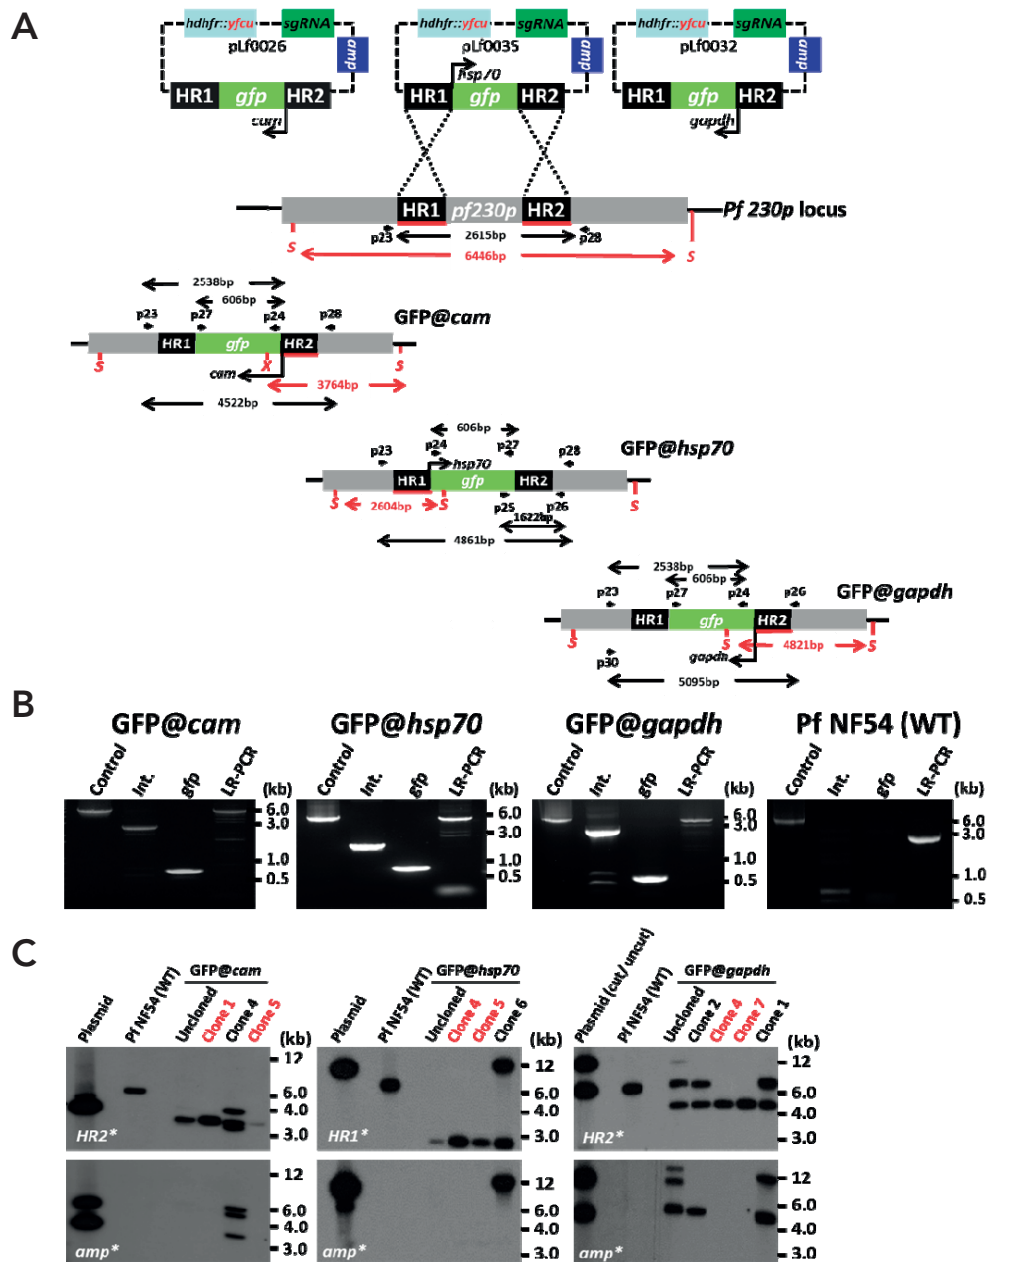 A
hdhfr::yfcu sgRNA hdhfr::yfcu sgRNA hdhfr::yfcu sgRNA
pLf0026 amp pLf0035 amp pLf0032 amp
hsp70
HR1 gfp HR2 HR1 gfp HR2 HR1 gfp HR2
cam gapdh
HR1 pf230p HR2 Pf 230p locus
p23 2615bp p28
S 6446bp S
2538bp
606bp
p23 p27 p24 p28 GFP@cam
HR1 gfp HR2
S X S
cam 3764bp
4522bp
606bp
p23 p24 p27 p28 GFP@hsp70
hsp70
HR1 gfp HR2
S 2604bp S p25 p26 S
1622bp
4861bp
2538bp
606bp
p23 p27 p24 p26 GFP@gapdh
HR1 gfp HR2
S S 4821bp S
p30 gapdh
5095bp
B
GFP@cam GFP@hsp70 GFP@gapdh Pf NF54 (WT)
Control Int. gfp LR-PCR (kb) Control Int. gfp LR-PCR (kb) Control Int. gfp LR-PCR (kb) Control Int. gfp LR-PCR (kb)
6.0 6.0 6.0 6.0
3.0 3.0 3.0 3.0
1.0 1.0 1.0 1.0
0.5 0.5 0.5 0.5
C
GFP@cam GFP@hsp70 GFP@gapdh
Plasmid Pf NF54 (WT) Uncloned Clone 1 Clone 4 Clone 5 (kb)
Plasmid Pf NF54 (WT) Uncloned Clone 4 Clone 5 Clone 6 (kb)
Plasmid (cut/ uncut) Pf NF54 (WT) Uncloned Clone 2 Clone 4 Clone 7 Clone 1 (kb)
12 12 12
6.0 6.0 6.0
4.0 4.0 4.0
3.0 3.0 3.0
HR2* HR1* HR2*
12 12 12
6.0 6.0 6.0
4.0 4.0 4.0
3.0 3.0 3.0
amp* amp* amp*